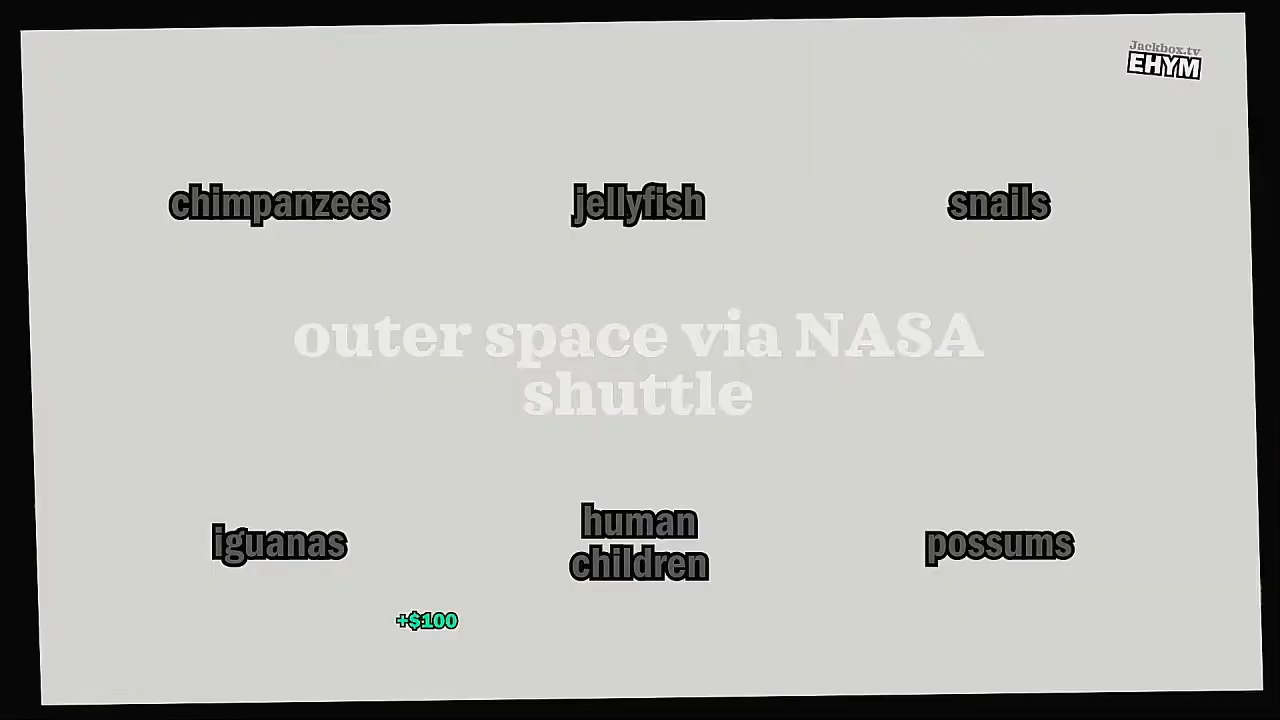 Jackbox.tv
EHYM
chimpanzees
jellyfish
snails
outer space via NASA
shuttle
iguanas
human
children
possums
+$100